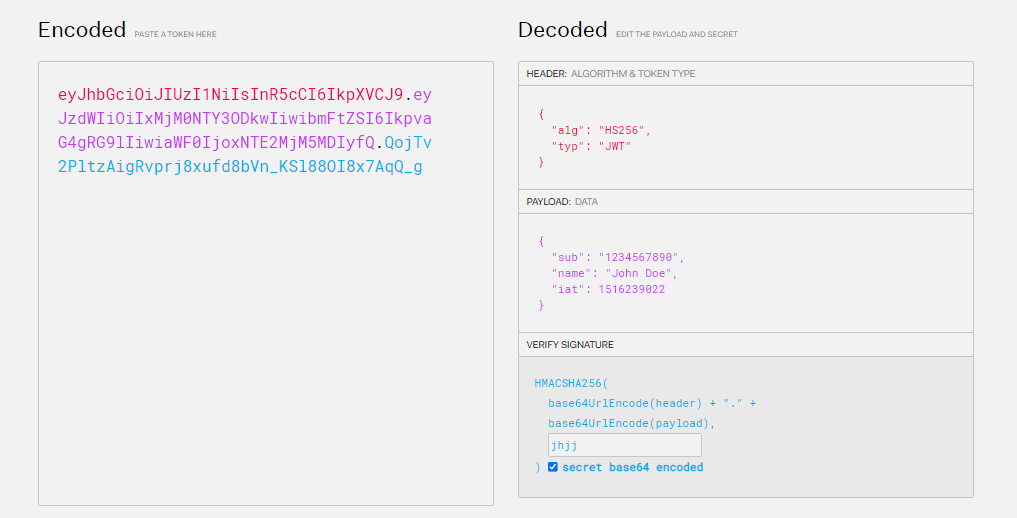 Encoded PASTE A TOKEN HERE
eyJhbGciOiJIUzI1NiIsInR5cCI6IkpXVCJ9.ey
JzdWIiOiIxMjM0NTY3ODkwIiwibmFtZSI6Ikpva
G4gRG9lIiwiaWF0IjoxNTE2MjM5MDIyfQ.QojTv
2PltzAigRvprj8xufd8bVn_KSl88OI8x7AqQ_g
Decoded EDIT THE PAYLOAD AND SECRET
HEADER: ALGORITHM & TOKEN TYPE
{
  "alg": "HS256",
  "typ": "JWT"
}
PAYLOAD: DATA
{
  "sub": "1234567890",
  "name": "John Doe",
  "iat": 1516239022
}
VERIFY SIGNATURE
HMACSHA256(
  base64UrlEncode(header) + "." +
  base64UrlEncode(payload),
  jhjj
) secret base64 encoded